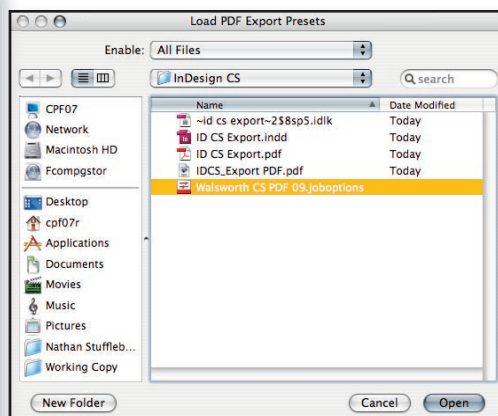 Load PDF Export Presets
Enable: All Files
InDesign CS
search
Name Date Modified
~id cs export~2$8sp5.idlk Today
ID CS Export.indd Today
ID CS Export.pdf Today
IDCS_Export PDF.pdf Today
Walsworth CS PDF 09.joboptions
CPF07
Network
Macintosh HD
Fcompgstor
Desktop
cpf07r
Applications
Documents
Movies
Music
Pictures
Nathan Stuffleb...
Working Copy
New Folder Cancel Open